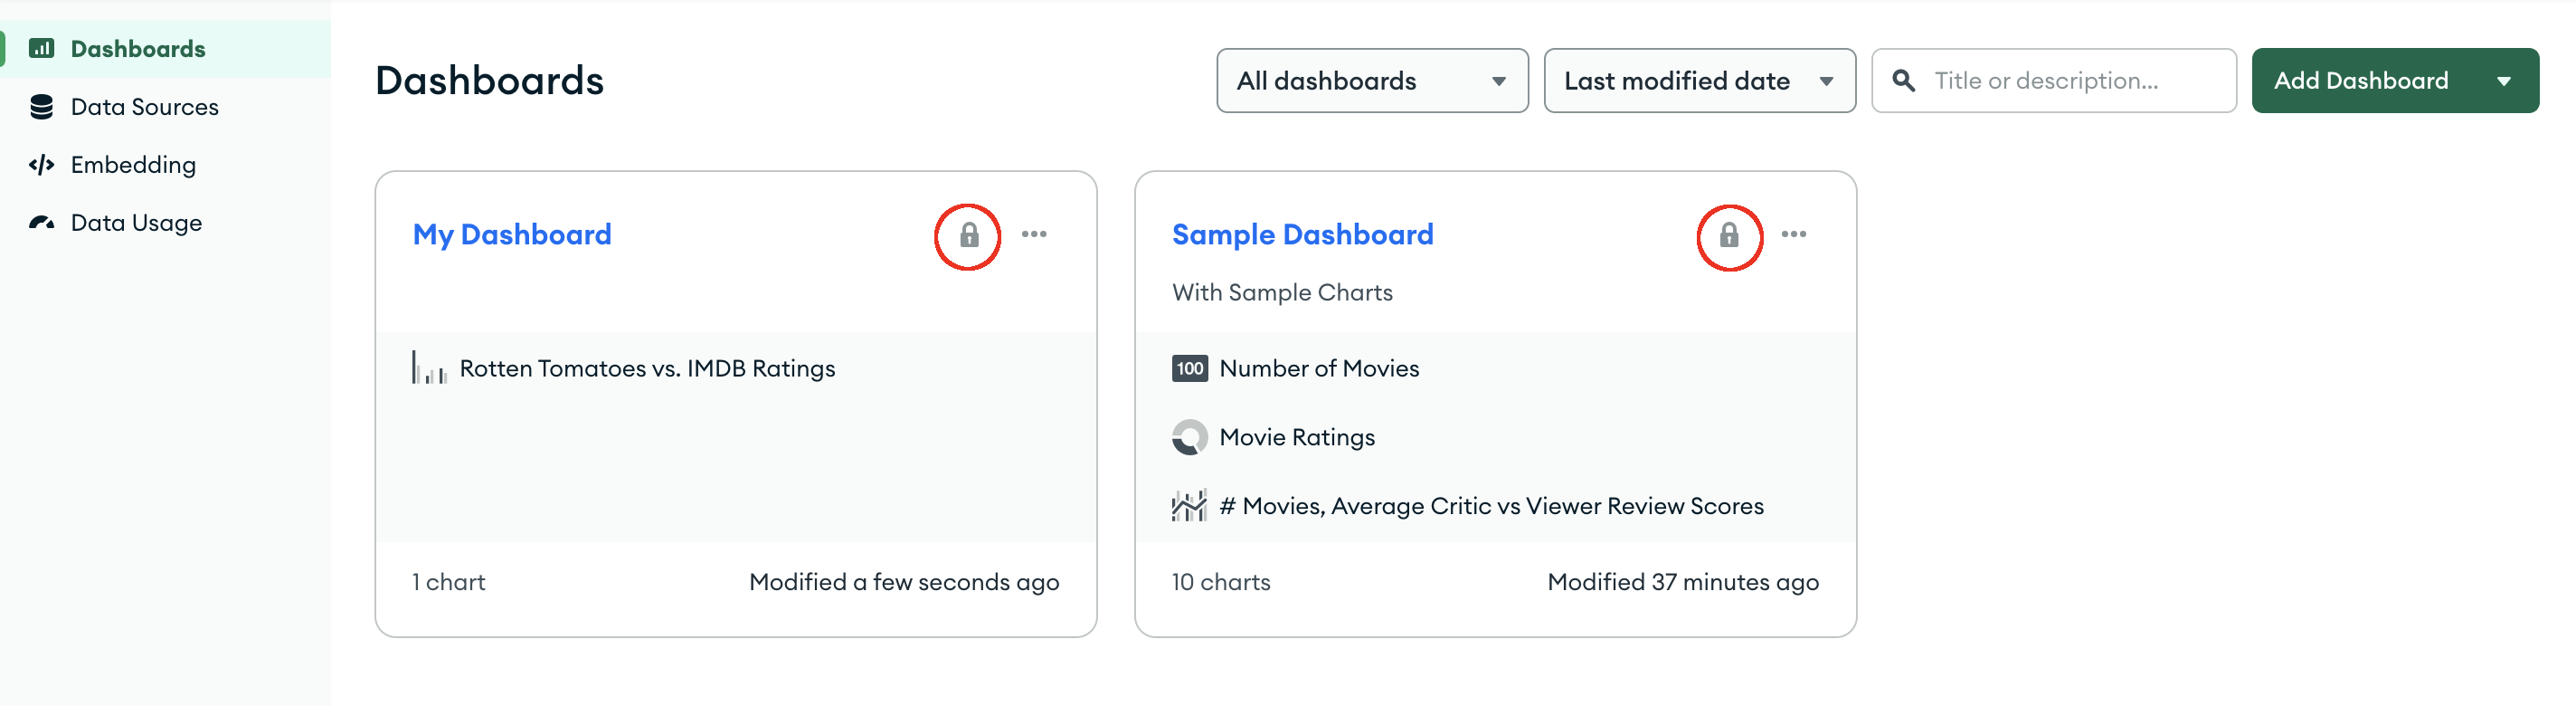 Dashboards
Data Sources
Embedding
Data Usage
Dashboards
All dashboards
Last modified date
Title or description...
Add Dashboard
My Dashboard
Rotten Tomatoes vs. IMDB Ratings
1 chart
Modified a few seconds ago
Sample Dashboard
With Sample Charts
100 Number of Movies
Movie Ratings
# Movies, Average Critic vs Viewer Review Scores
10 charts
Modified 37 minutes ago